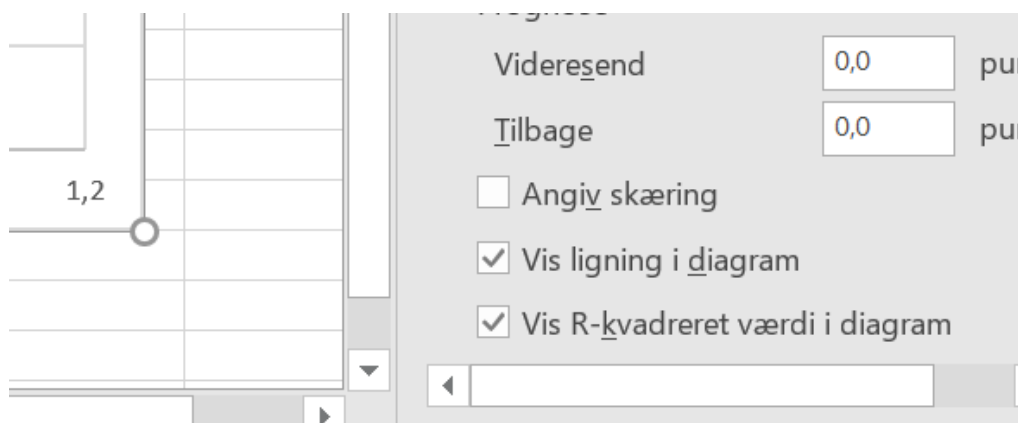 Videresend 0,0
Tilbage 0,0
1,2
Angiv skæring
Vis ligning i diagram
Vis R-kvadreret værdi i diagram